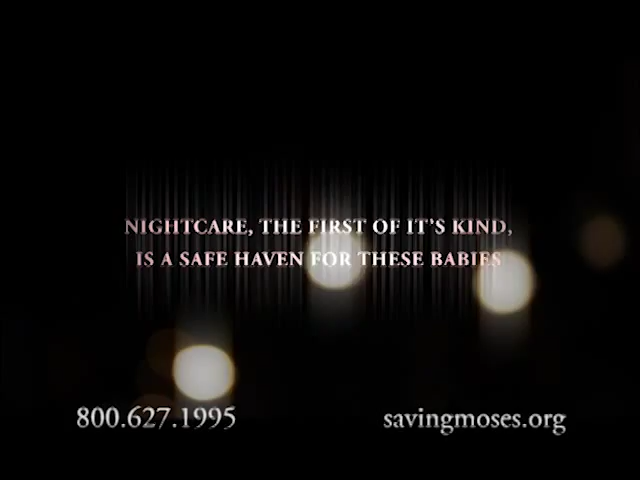 NIGHTCARE, THE FIRST OF IT'S KIND,
IS A SAFE HAVEN FOR THESE BABIES
800.627.1995
savingmoses.org